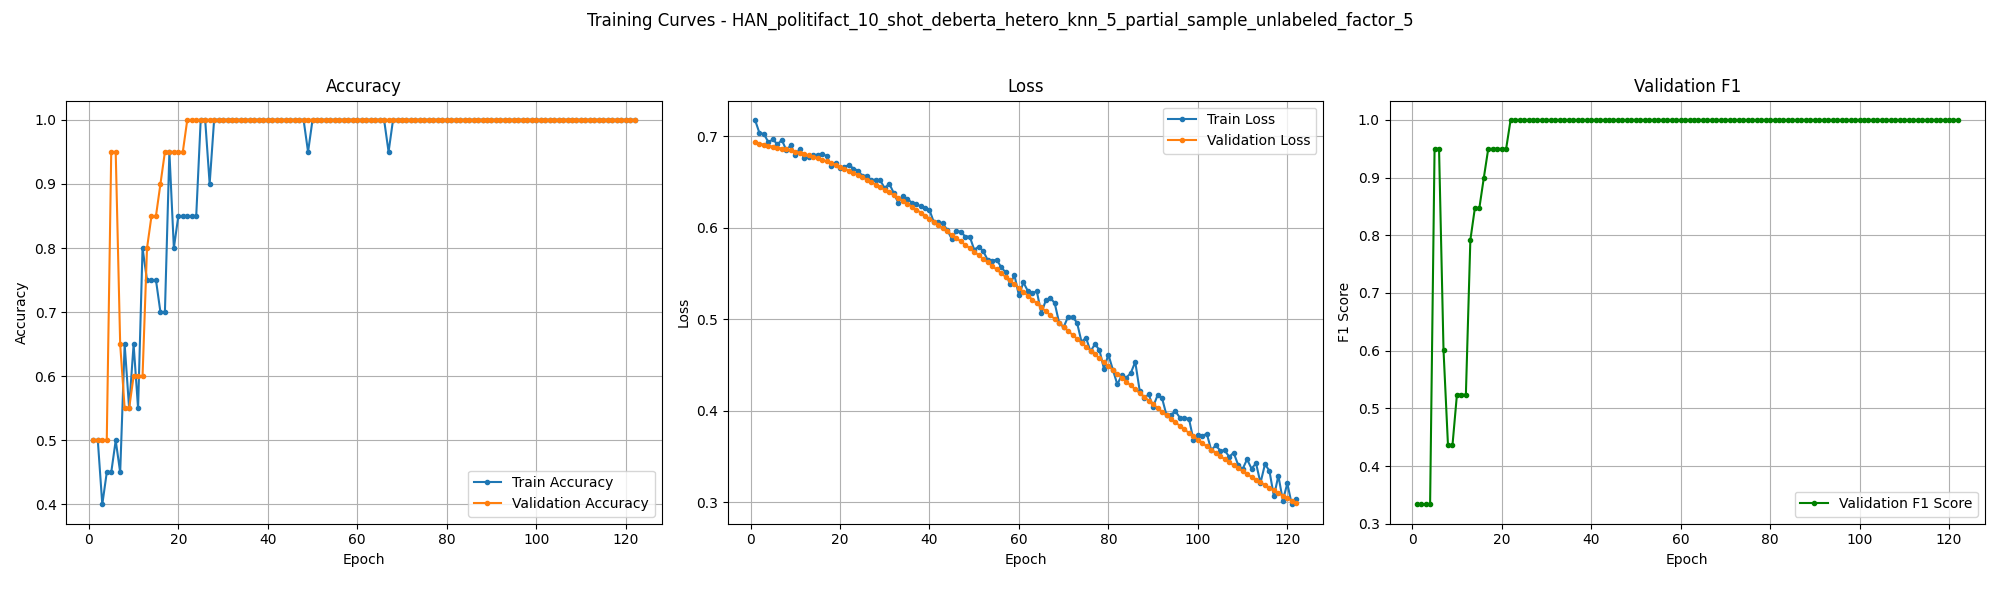 Training Curves - HAN_politifact_10_shot_deberta_hetero_knn_5_partial_sample_unlabeled_factor_5
Accuracy
1.0
0.9
0.8
0.7
0.6
0.5
0.4
Accuracy
0 20 40 60 80 100 120
Epoch
Train Accuracy
Validation Accuracy
Loss
0.7
0.6
0.5
0.4
0.3
Loss
0 20 40 60 80 100 120
Epoch
Train Loss
Validation Loss
Validation F1
1.0
0.9
0.8
0.7
0.6
0.5
0.4
0.3
F1 Score
0 20 40 60 80 100 120
Epoch
Validation F1 Score